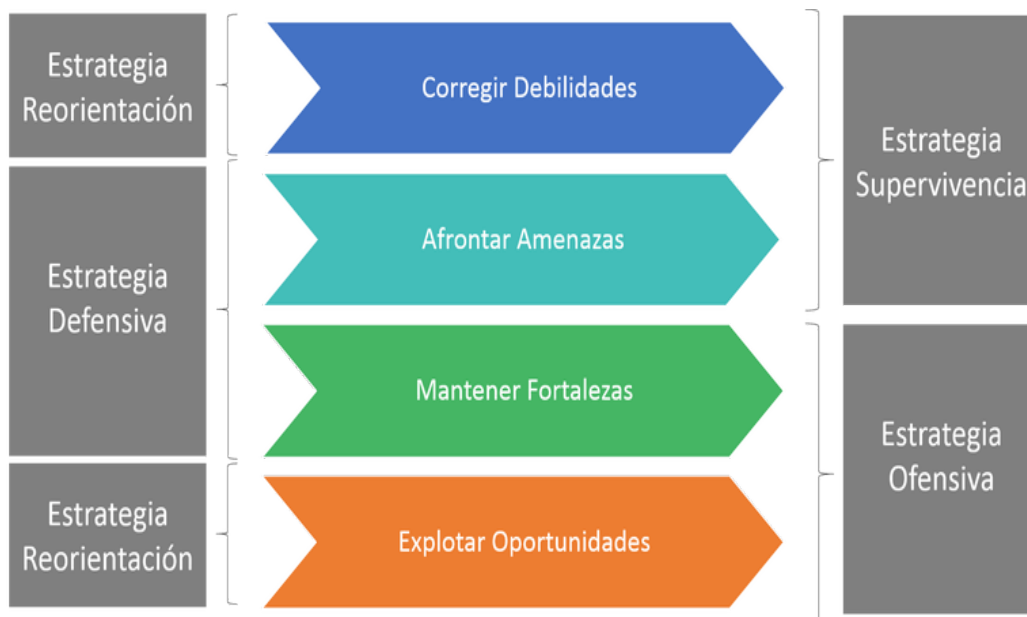 Estrategia
Reorientación
Corregir Debilidades
Estrategia
Supervivencia
Afrontar Amenazas
Estrategia
Defensiva
Mantener Fortalezas
Estrategia
Ofensiva
Estrategia
Reorientación
Explotar Oportunidades